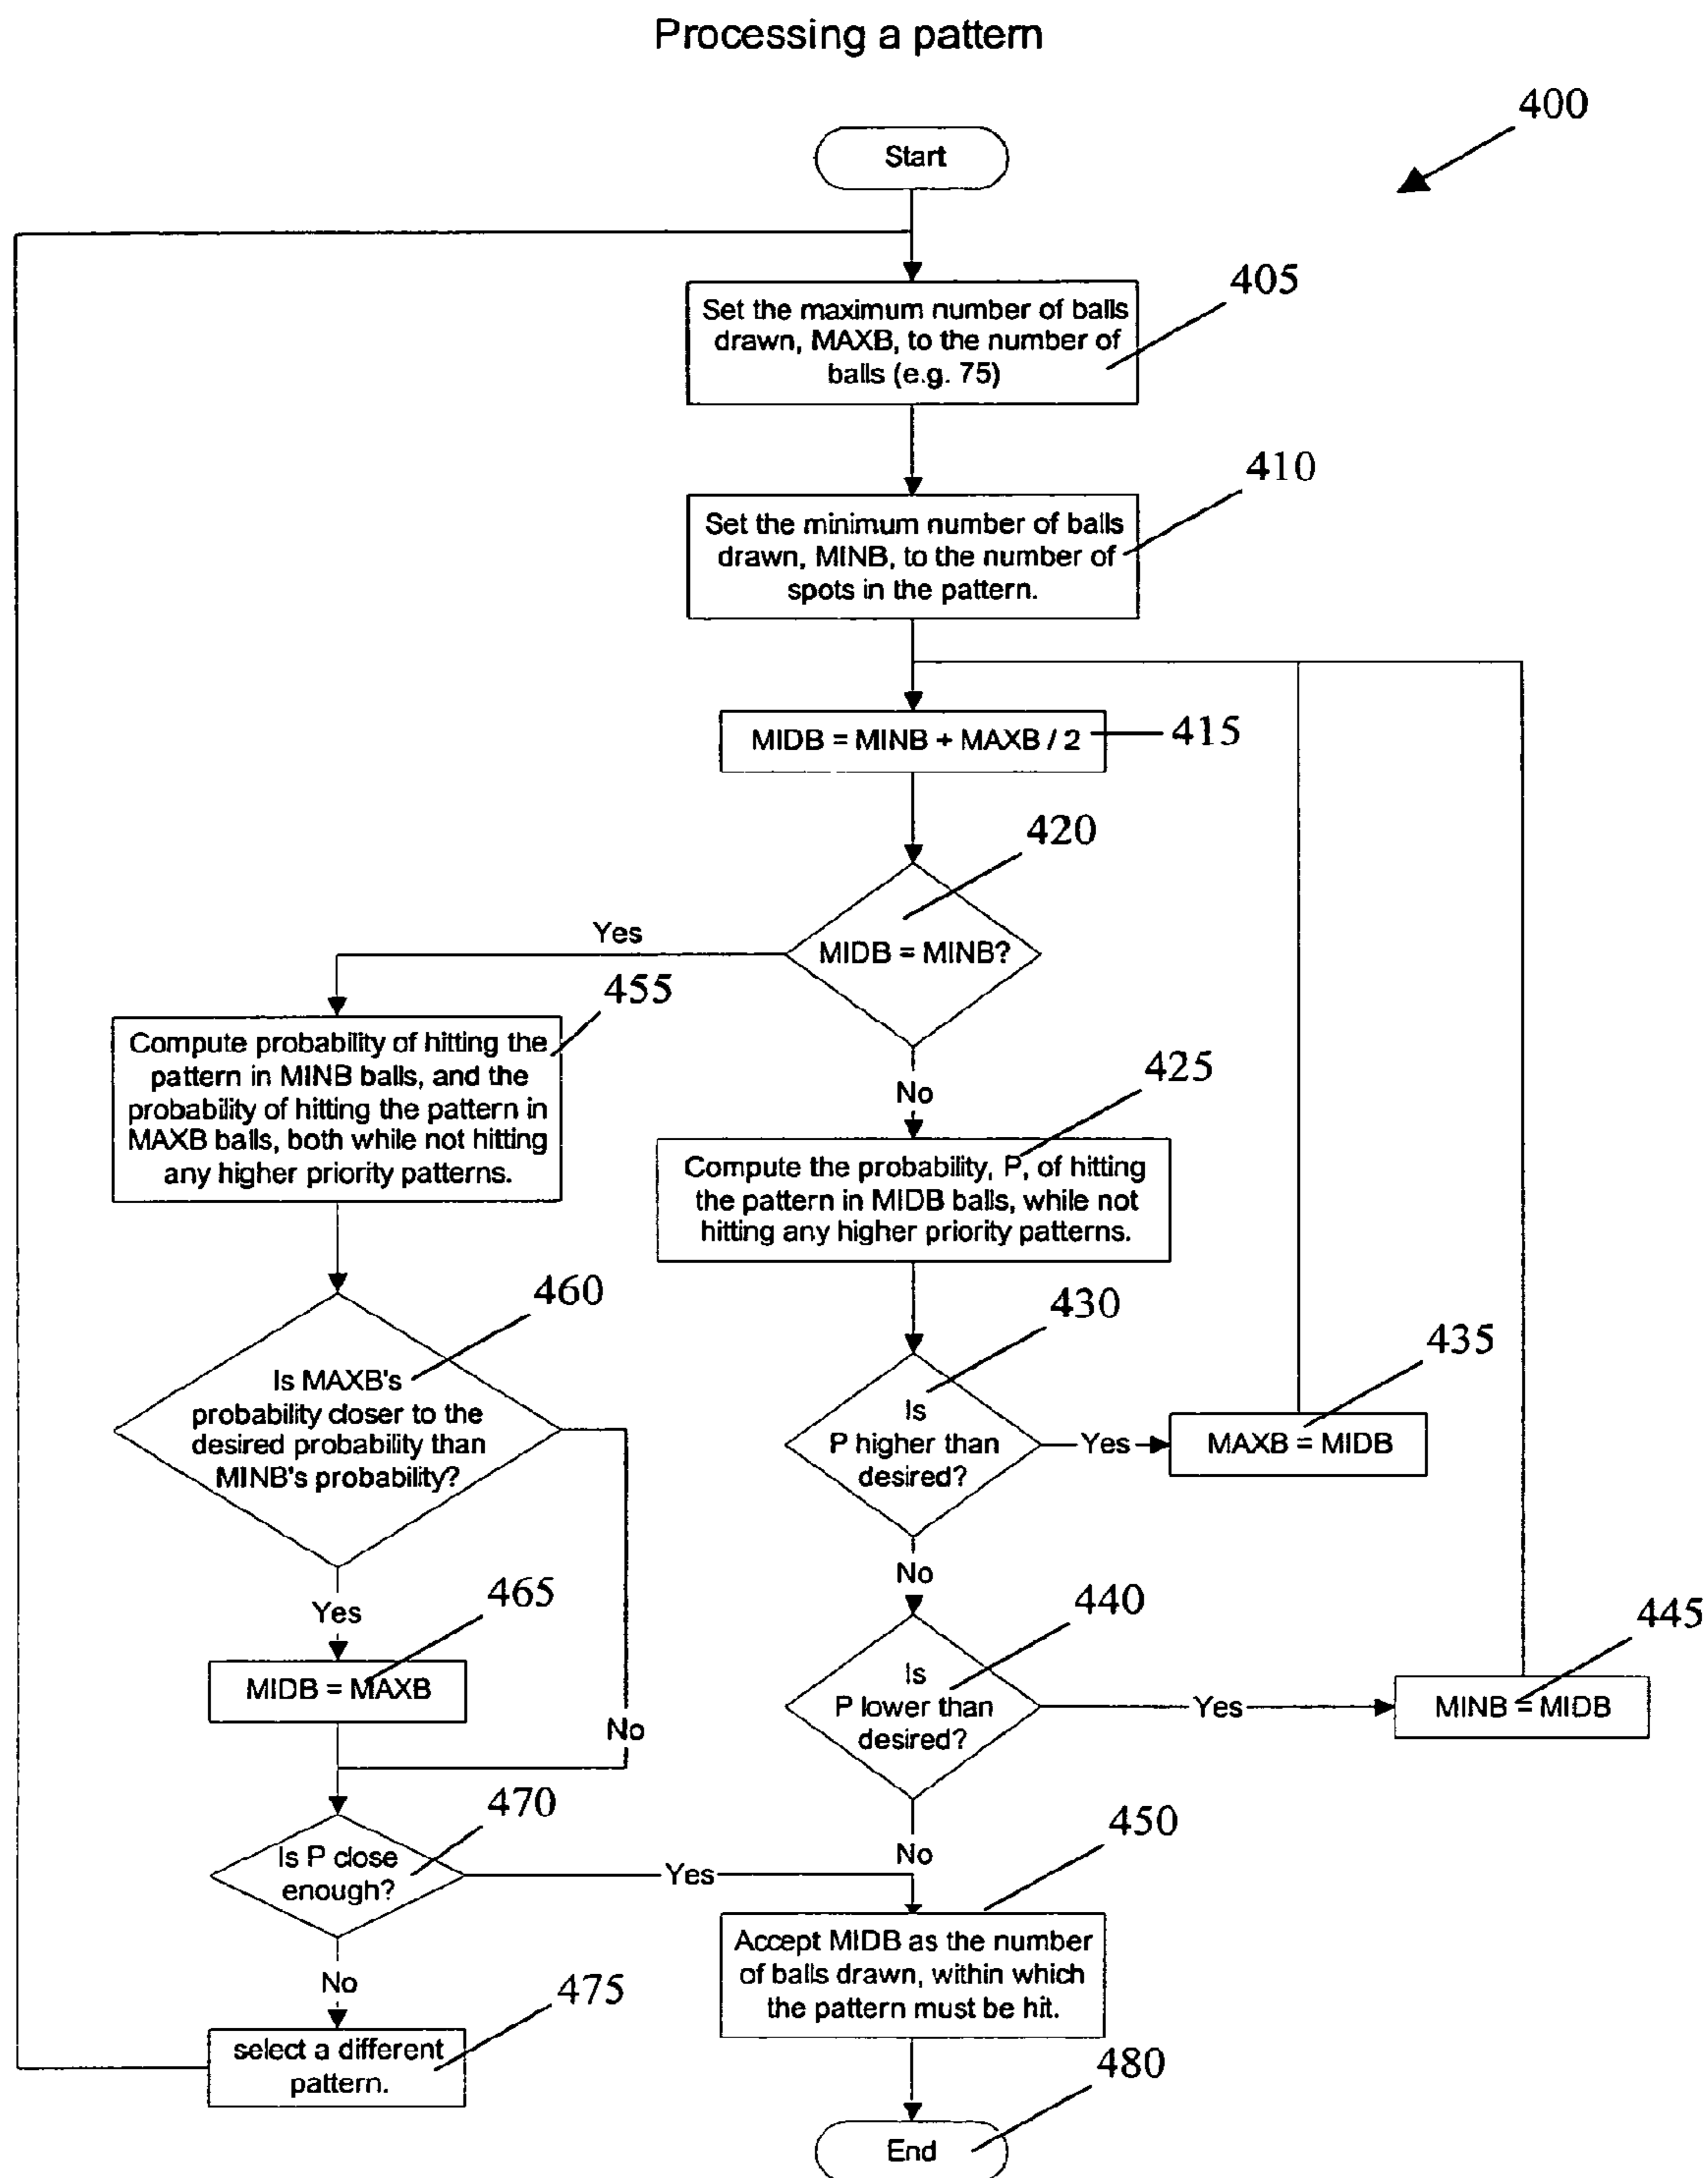 Processing a pattern
400
Start
405
Set the maximum number of balls
drawn, MAXB, to the number of
balls (e.g. 75)
410
Set the minimum number of balls
drawn, MINB, to the number of
spots in the pattern.
MIDB = MINB + MAXB / 2
415
420
MIDB = MINB?
Yes
455
Compute probability of hitting the
pattern in MINB balls, and the
probability of hitting the pattern in
MAXB balls, both while not hitting
any higher priority patterns.
No
425
Compute the probability, P, of hitting
the pattern in MIDB balls, while not
hitting any higher priority patterns.
460
Is MAXB's
probability closer to the
desired probability than
MINB's probability?
430
Is
P higher than
desired?
Yes
435
MAXB = MIDB
No
440
Is
P lower than
desired?
Yes
445
MINB = MIDB
Yes
465
MIDB = MAXB
No
470
Is P close
enough?
Yes
No
450
Accept MIDB as the number
of balls drawn, within which
the pattern must be hit.
No
475
select a different
pattern.
480
End